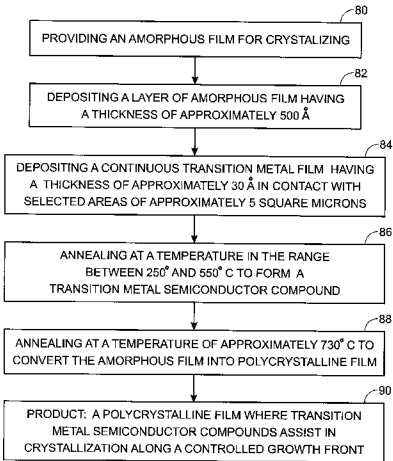 80
PROVIDING AN AMORPHOUS FILM FOR CRYSTALIZING
82
DEPOSITING A LAYER OF AMORPHOUS FILM HAVING
A THICKNESS OF APPROXIMATELY 500 Å
84
DEPOSITING A CONTINUOUS TRANSITION METAL FILM HAVING
A THICKNESS OF APPROXIMATELY 30 Å IN CONTACT WITH
SELECTED AREAS OF APPROXIMATELY 5 SQUARE MICRONS
86
ANNEALING AT A TEMPERATURE IN THE RANGE
BETWEEN 250° AND 550° C TO FORM A
TRANSITION METAL SEMICONDUCTOR COMPOUND
88
ANNEALING AT A TEMPERATURE OF APPROXIMATELY 730° C TO
CONVERT THE AMORPHOUS FILM INTO POLYCRYSTALLINE FILM
90
PRODUCT: A POLYCRYSTALLINE FILM WHERE TRANSITION
METAL SEMICONDUCTOR COMPOUNDS ASSIST IN
CRYSTALLIZATION ALONG A CONTROLLED GROWTH FRONT